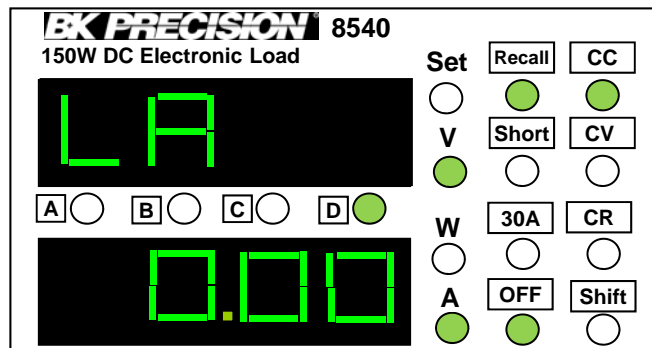 BK PRECISION® 8540
150W DC Electronic Load
Set Recall CC
LA
V Short CV
A B C D
W 30A CR
0.00
A OFF Shift